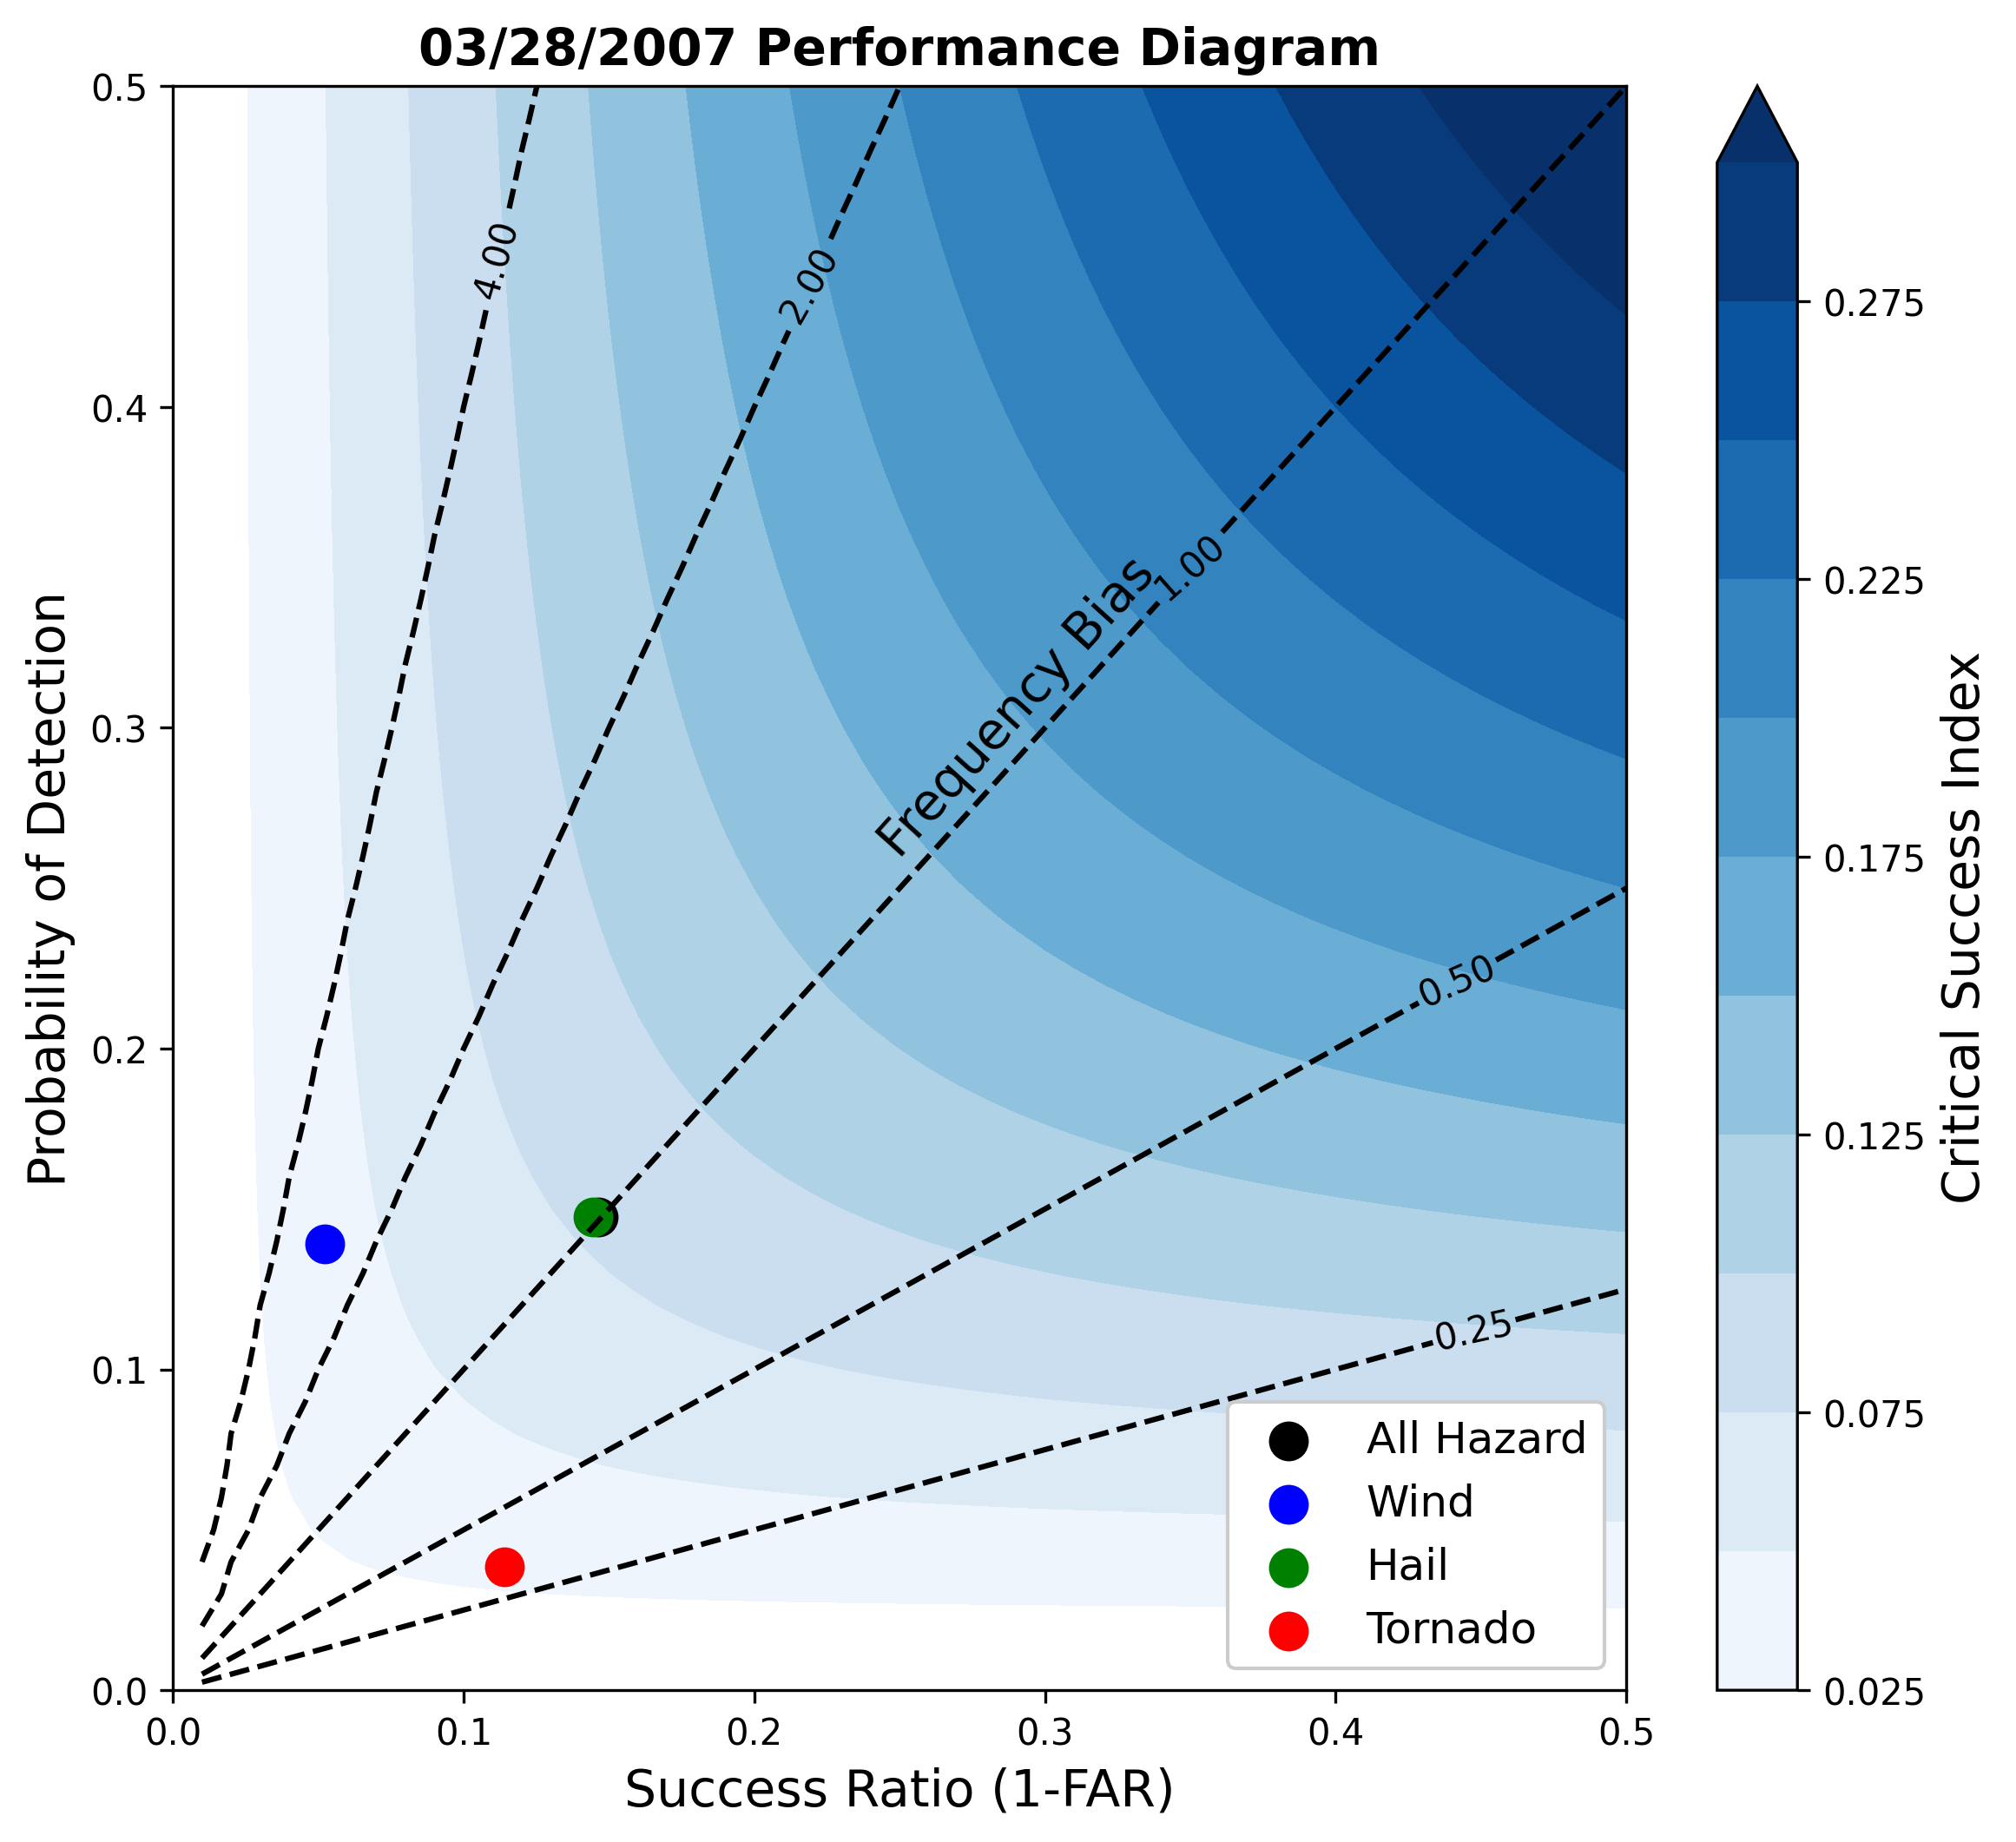 03/28/2007 Performance Diagram
0.5
0.4
0.3
0.2
0.1
0.0
Probability of Detection
4.00
2.00
Frequency Bias
1.00
0.50
0.25
All Hazard
Wind
Hail
Tornado
0.0 0.1 0.2 0.3 0.4 0.5
Success Ratio (1-FAR)
0.275
0.225
0.175
0.125
0.075
0.025
Critical Success Index